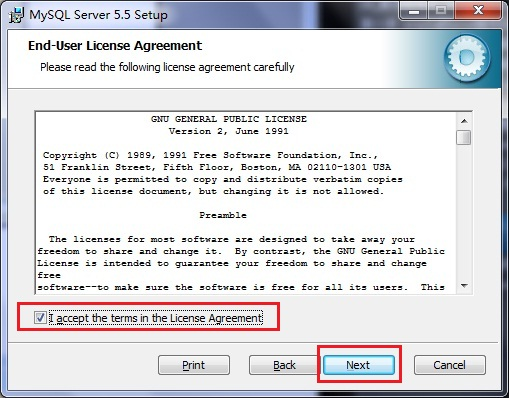 MySQL Server 5.5 Setup
End-User License Agreement
Please read the following license agreement carefully
GNU GENERAL PUBLIC LICENSE
Version 2, June 1991
Copyright (C) 1989, 1991 Free Software Foundation, Inc.,
51 Franklin Street, Fifth Floor, Boston, MA 02110-1301 USA
Everyone is permitted to copy and distribute verbatim copies
of this license document, but changing it is not allowed.
Preamble
The licenses for most software are designed to take away your
freedom to share and change it. By contrast, the GNU General Public
License is intended to guarantee your freedom to share and change
free
software--to make sure the software is free for all its users. This
I accept the terms in the License Agreement
Print Back Next Cancel